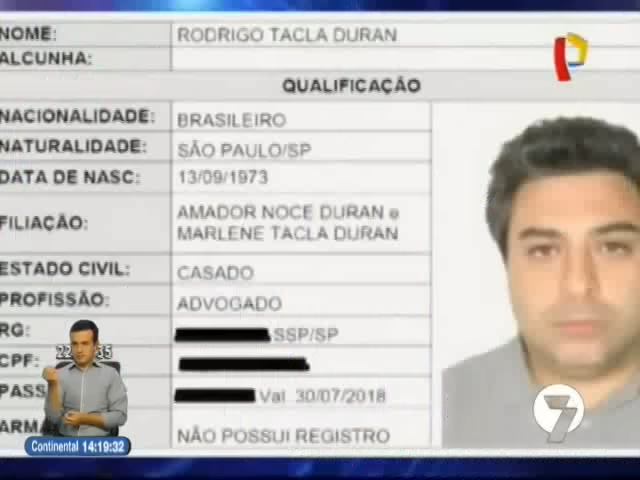 NOME: RODRIGO TACLA DURAN
ALCUNHA:
QUALIFICAÇÃO
NACIONALIDADE: BRASILEIRO
NATURALIDADE: SÃO PAULO/SP
DATA DE NASC: 13/09/1973
FILIAÇÃO: AMADOR NOCE DURAN e
MARLENE TACLA DURAN
ESTADO CIVIL: CASADO
PROFISSÃO: ADVOGADO
RG: SSP/SP
CPF:
PASS Val 30/07/2018
ARMA NÃO POSSUI REGISTRO
7
Continental 14:19:32